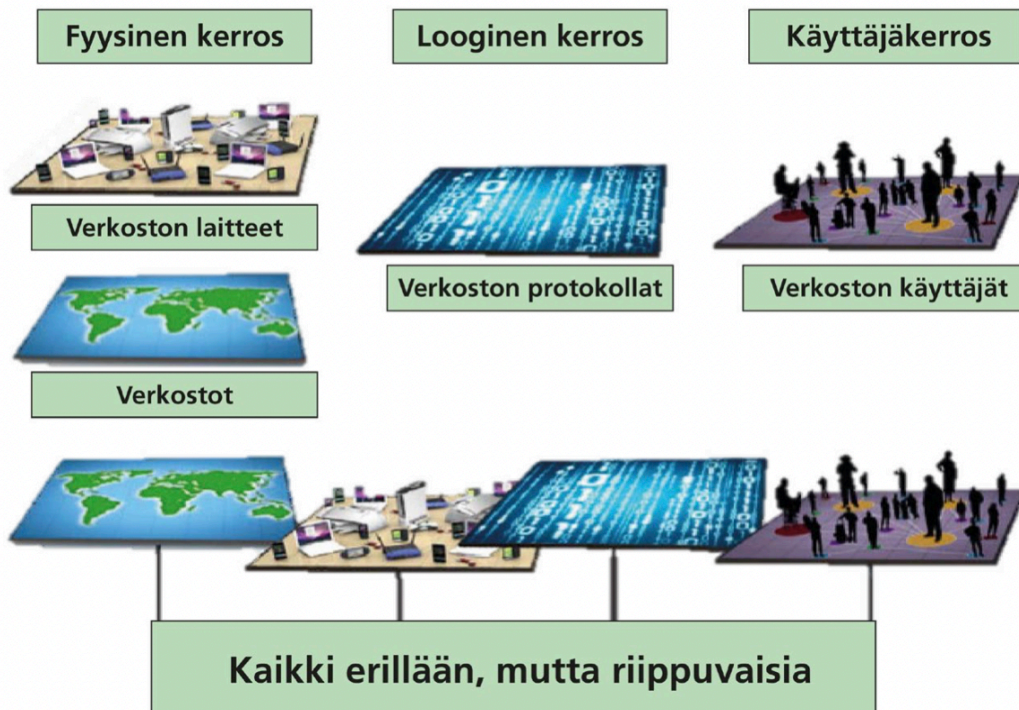 Fyysinen kerros
Looginen kerros
Käyttäjäkerros
Verkoston laitteet
Verkoston protokollat
Verkoston käyttäjät
Verkostot
Kaikki erillään, mutta riippuvaisia